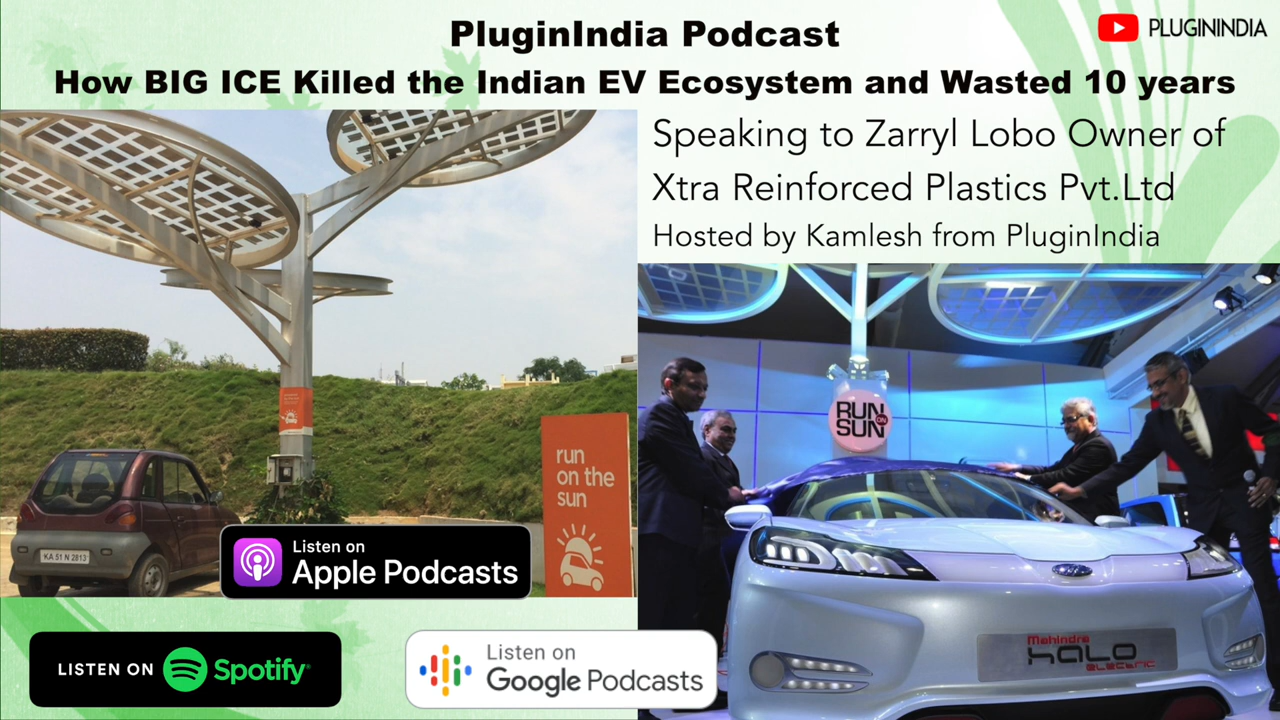 PluginIndia Podcast
PLUGININDIA
How BIG ICE Killed the Indian EV Ecosystem and Wasted 10 years
Speaking to Zarryl Lobo Owner of
Xtra Reinforced Plastics Pvt.Ltd
Hosted by Kamlesh from PluginIndia
RUN
ON
SUN
run
on the
sun
KA 51 N 2813
Listen on
Apple Podcasts
Mahindra
HALO
ELECTRIC
LISTEN ON Spotify
Listen on
Google Podcasts